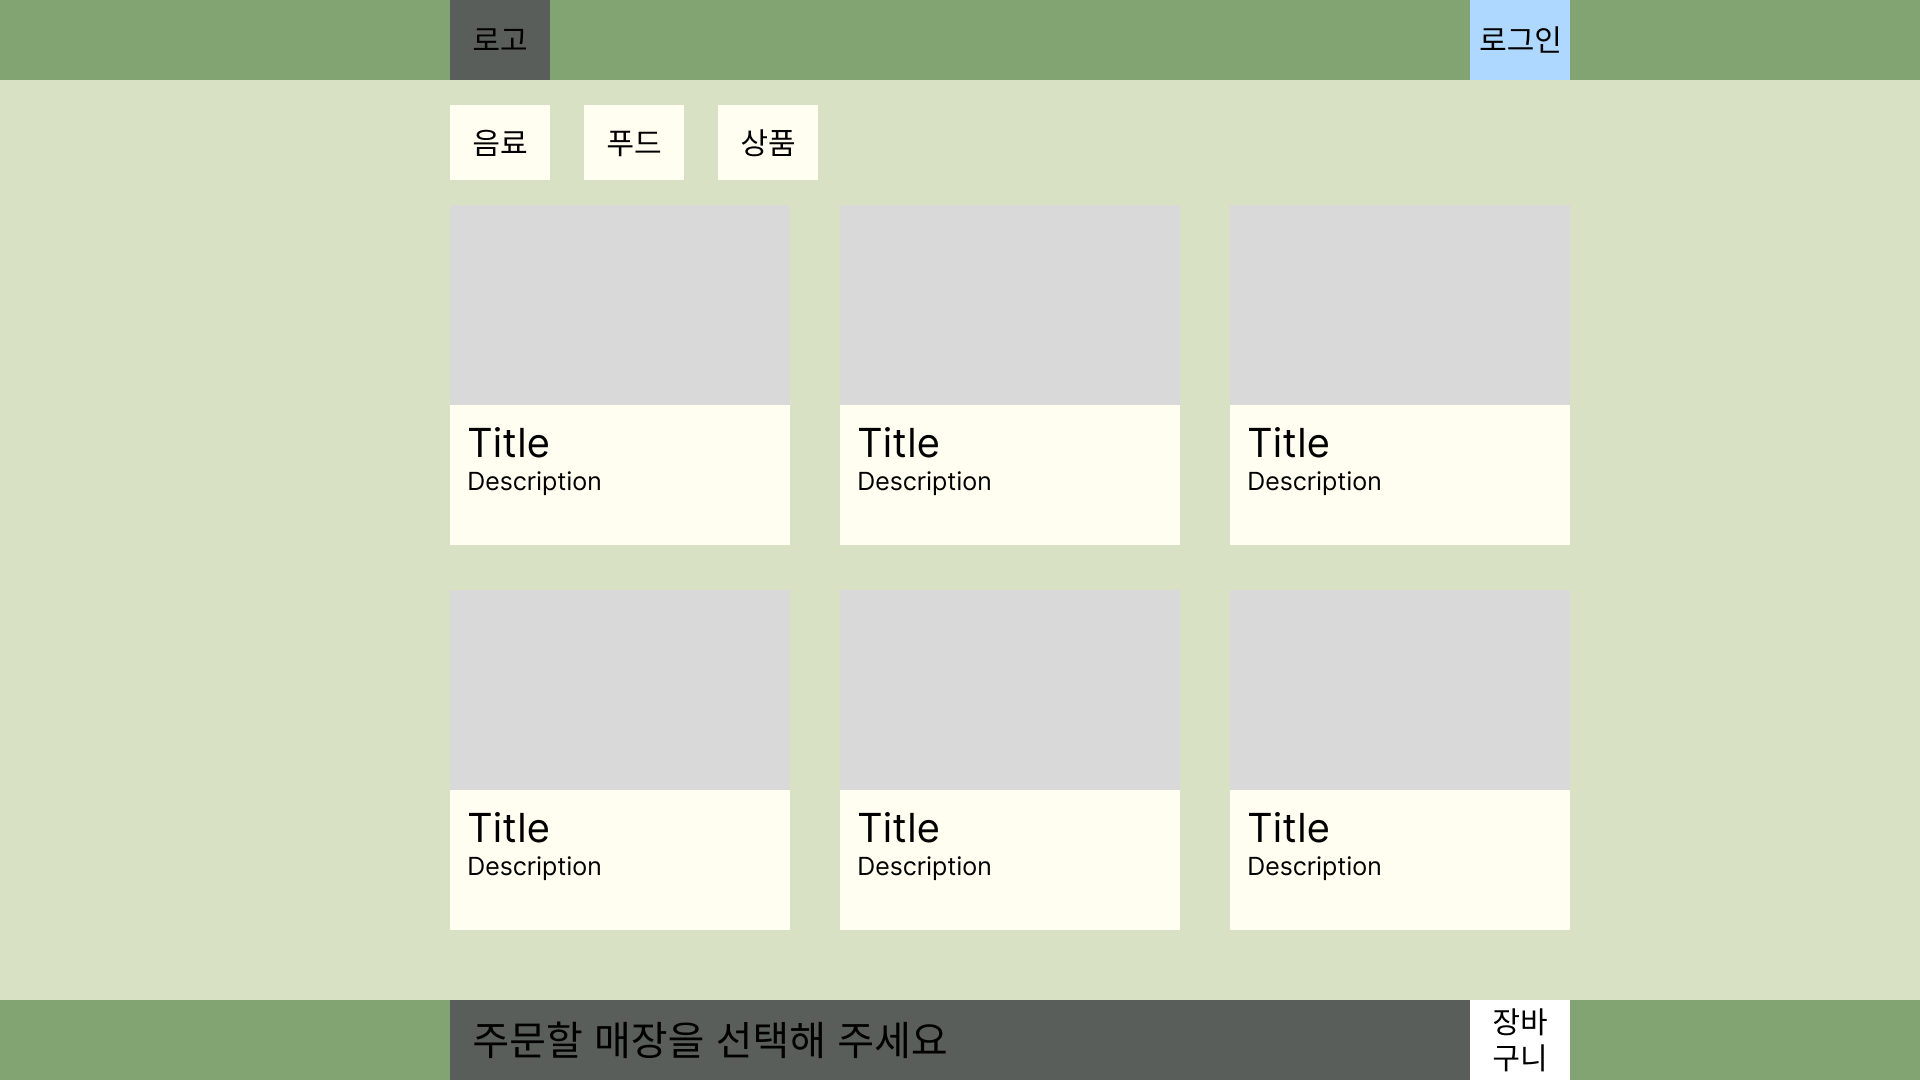 로고
로그인
음료
푸드
상품
Title
Description
Title
Description
Title
Description
Title
Description
Title
Description
Title
Description
주문할 매장을 선택해 주세요
장바
구니